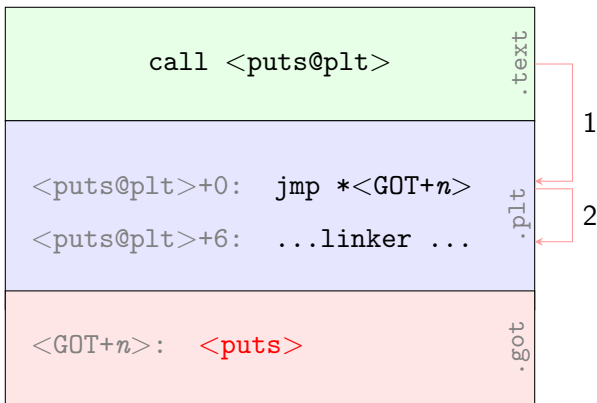 call <puts@plt>
.text
1
<puts@plt>+0: jmp *<GOT+n>
<puts@plt>+6: ...linker ...
.plt
2
<GOT+n>: <puts>
.got